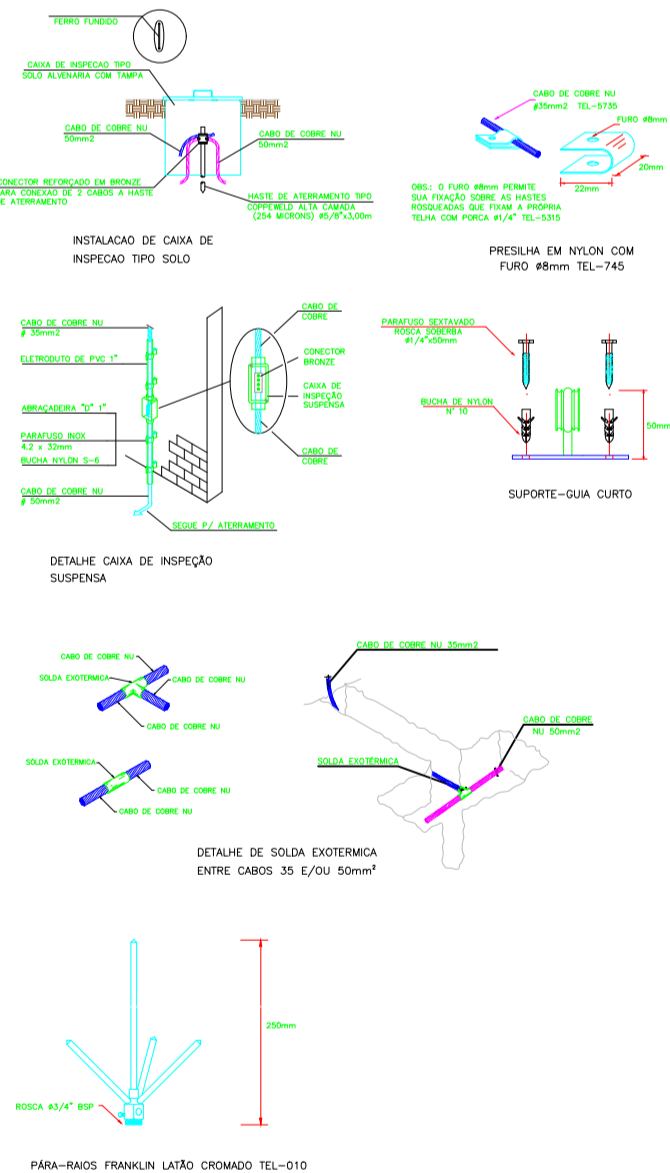 FERRO FUNDIDO
CAIXA DE INSPECAO TIPO
SOLO ALVENARIA COM TAMPA
CABO DE COBRE NU
50mm2
CABO DE COBRE NU
50mm2
CONECTOR REFORÇADO EM BRONZE
PARA CONEXAO DE 2 CABOS A HASTE
DE ATERRAMENTO
HASTE DE ATERRAMENTO TIPO
COPPEWELD ALTA CAMADA
(254 MICRONS) ø5/8"x3,00m
INSTALACAO DE CAIXA DE
INSPECAO TIPO SOLO
CABO DE COBRE NU
ø35mm2 TEL-5735
FURO ø8mm
20mm
22mm
OBS.: O FURO ø8mm PERMITE
SUA FIXAÇÃO SOBRE AS HASTES
ROSQUEADAS QUE FIXAM A PRÓPRIA
TELHA COM PORCA ø1/4" TEL-5315
PRESILHA EM NYLON COM
FURO ø8mm TEL-745
CABO DE COBRE NU
ø 35mm2
ELETRODUTO DE PVC 1"
ABRAÇADEIRA "D" 1"
PARAFUSO INOX
4.2 x 32mm
BUCHA NYLON S-6
CABO DE COBRE NU
ø 50mm2
SEGUE P/ ATERRAMENTO
CABO DE
COBRE
CONECTOR
BRONZE
CAIXA DE
INSPEÇÃO
SUSPENSA
CABO DE
COBRE
DETALHE CAIXA DE INSPEÇÃO
SUSPENSA
PARAFUSO SEXTAVADO
ROSCA SOBERBA
ø1/4"x50mm
BUCHA DE NYLON
N° 10
50mm
SUPORTE-GUIA CURTO
CABO DE COBRE NU
SOLDA EXOTERMICA
CABO DE COBRE NU
CABO DE COBRE NU
SOLDA EXOTERMICA
CABO DE COBRE NU
CABO DE COBRE NU
CABO DE COBRE NU 35mm2
CABO DE COBRE
NU 50mm2
SOLDA EXOTÉRMICA
DETALHE DE SOLDA EXOTERMICA
ENTRE CABOS 35 E/OU 50mm²
250mm
ROSCA ø3/4" BSP
PÁRA-RAIOS FRANKLIN LATÃO CROMADO TEL-010